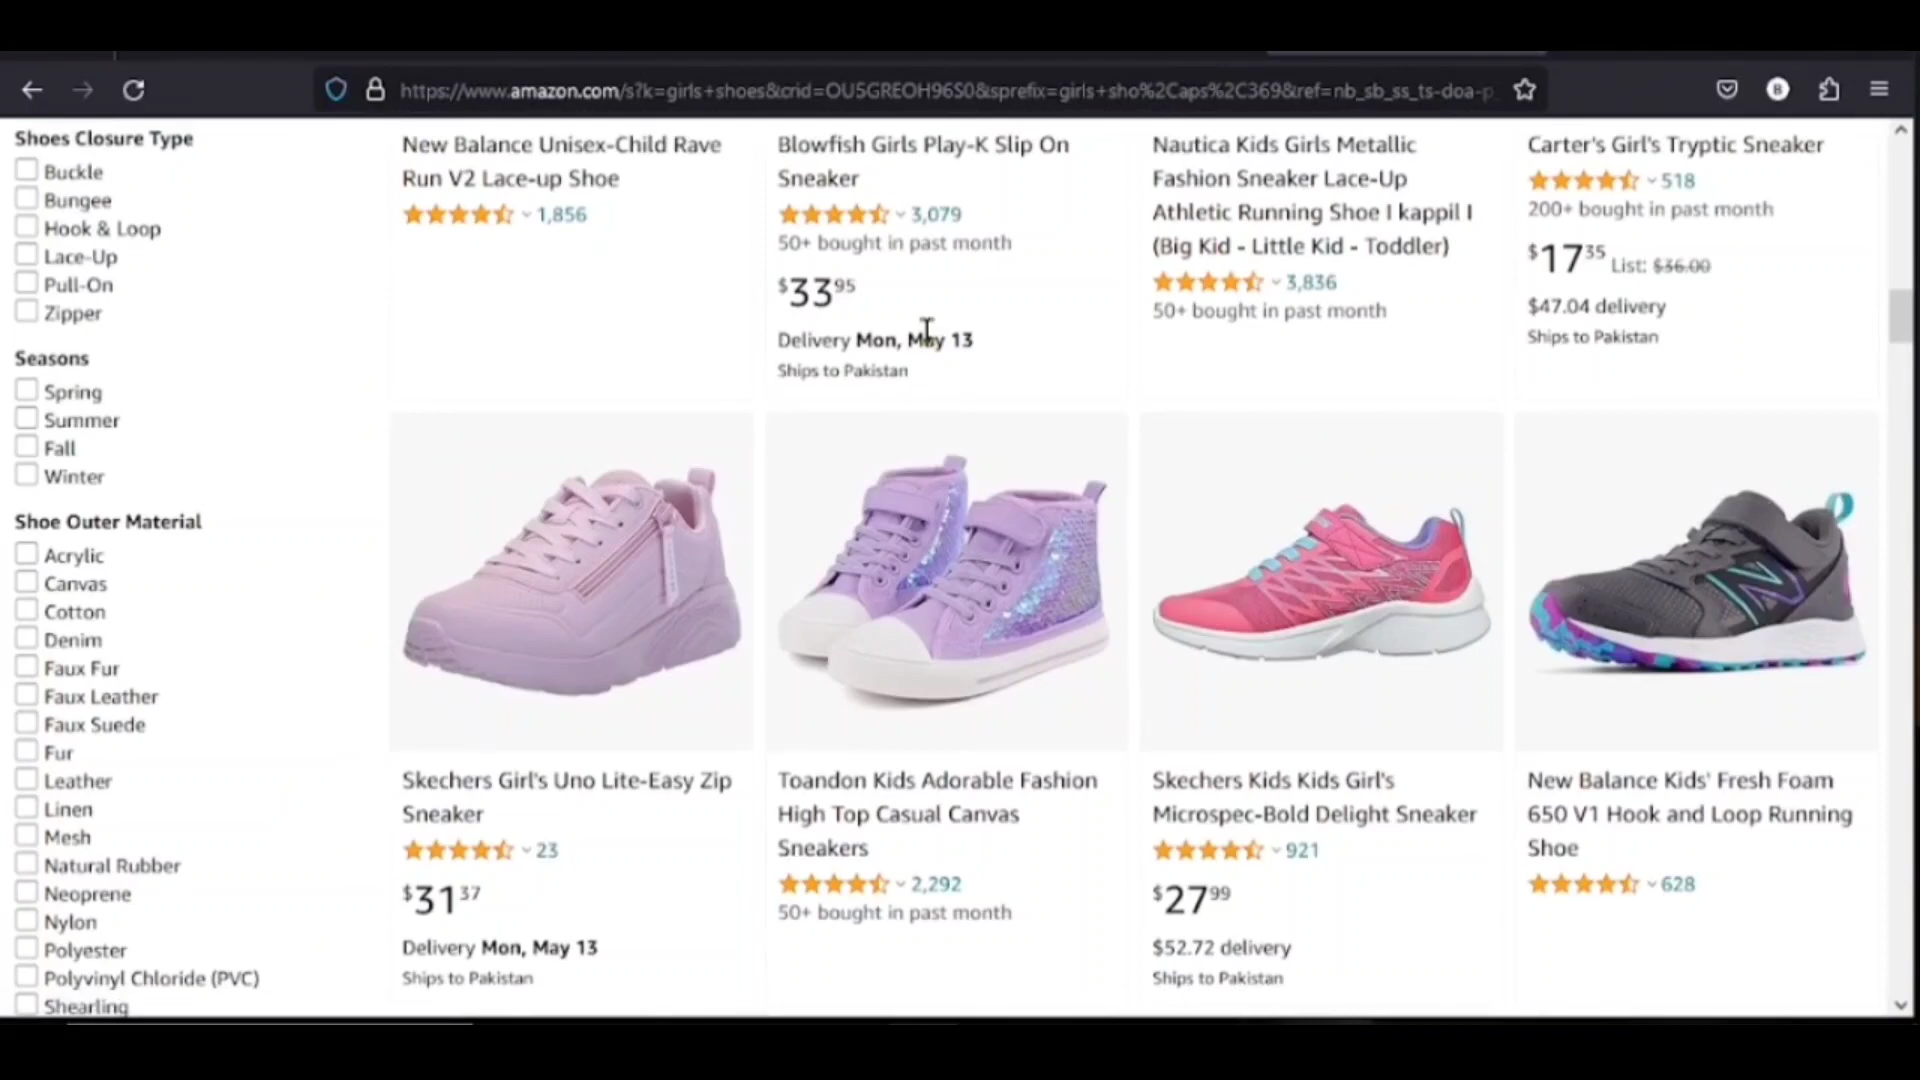 https://www.amazon.com/s?k=girls+shoes&crid=OU5GREOH96S0&sprefix=girls+sho%2Caps%2C369&ref=nb_sb_ss_ts-doa-p_
B
Shoes Closure Type
Buckle
Bungee
Hook & Loop
Lace-Up
Pull-On
Zipper
Seasons
Spring
Summer
Fall
Winter
Shoe Outer Material
Acrylic
Canvas
Cotton
Denim
Faux Fur
Faux Leather
Faux Suede
Fur
Leather
Linen
Mesh
Natural Rubber
Neoprene
Nylon
Polyester
Polyvinyl Chloride (PVC)
Shearling
New Balance Unisex-Child Rave
Run V2 Lace-up Shoe
1,856
Blowfish Girls Play-K Slip On
Sneaker
3,079
50+ bought in past month
$33 95
Delivery Mon, May 13
Ships to Pakistan
Nautica Kids Girls Metallic
Fashion Sneaker Lace-Up
Athletic Running Shoe I kappil I
(Big Kid - Little Kid - Toddler)
3,836
50+ bought in past month
Carter's Girl's Tryptic Sneaker
518
200+ bought in past month
$17 35 List: $36.00
$47.04 delivery
Ships to Pakistan
Skechers Girl's Uno Lite-Easy Zip
Sneaker
23
$31 37
Delivery Mon, May 13
Ships to Pakistan
Toandon Kids Adorable Fashion
High Top Casual Canvas
Sneakers
2,292
50+ bought in past month
Skechers Kids Kids Girl's
Microspec-Bold Delight Sneaker
921
$27 99
$52.72 delivery
Ships to Pakistan
New Balance Kids' Fresh Foam
650 V1 Hook and Loop Running
Shoe
628